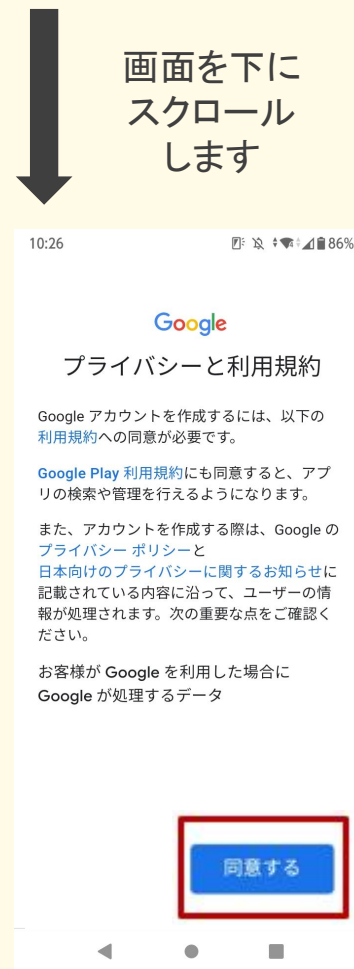 画面を下に
スクロール
します
10:26
86%
Google
プライバシーと利用規約
Google アカウントを作成するには、以下の
利用規約への同意が必要です。
Google Play 利用規約にも同意すると、アプ
リの検索や管理を行えるようになります。
また、アカウントを作成する際は、Google の
プライバシー ポリシーと
日本向けのプライバシーに関するお知らせに
記載されている内容に沿って、ユーザーの情
報が処理されます。次の重要な点をご確認く
ださい。
お客様が Google を利用した場合に
Google が処理するデータ
同意する